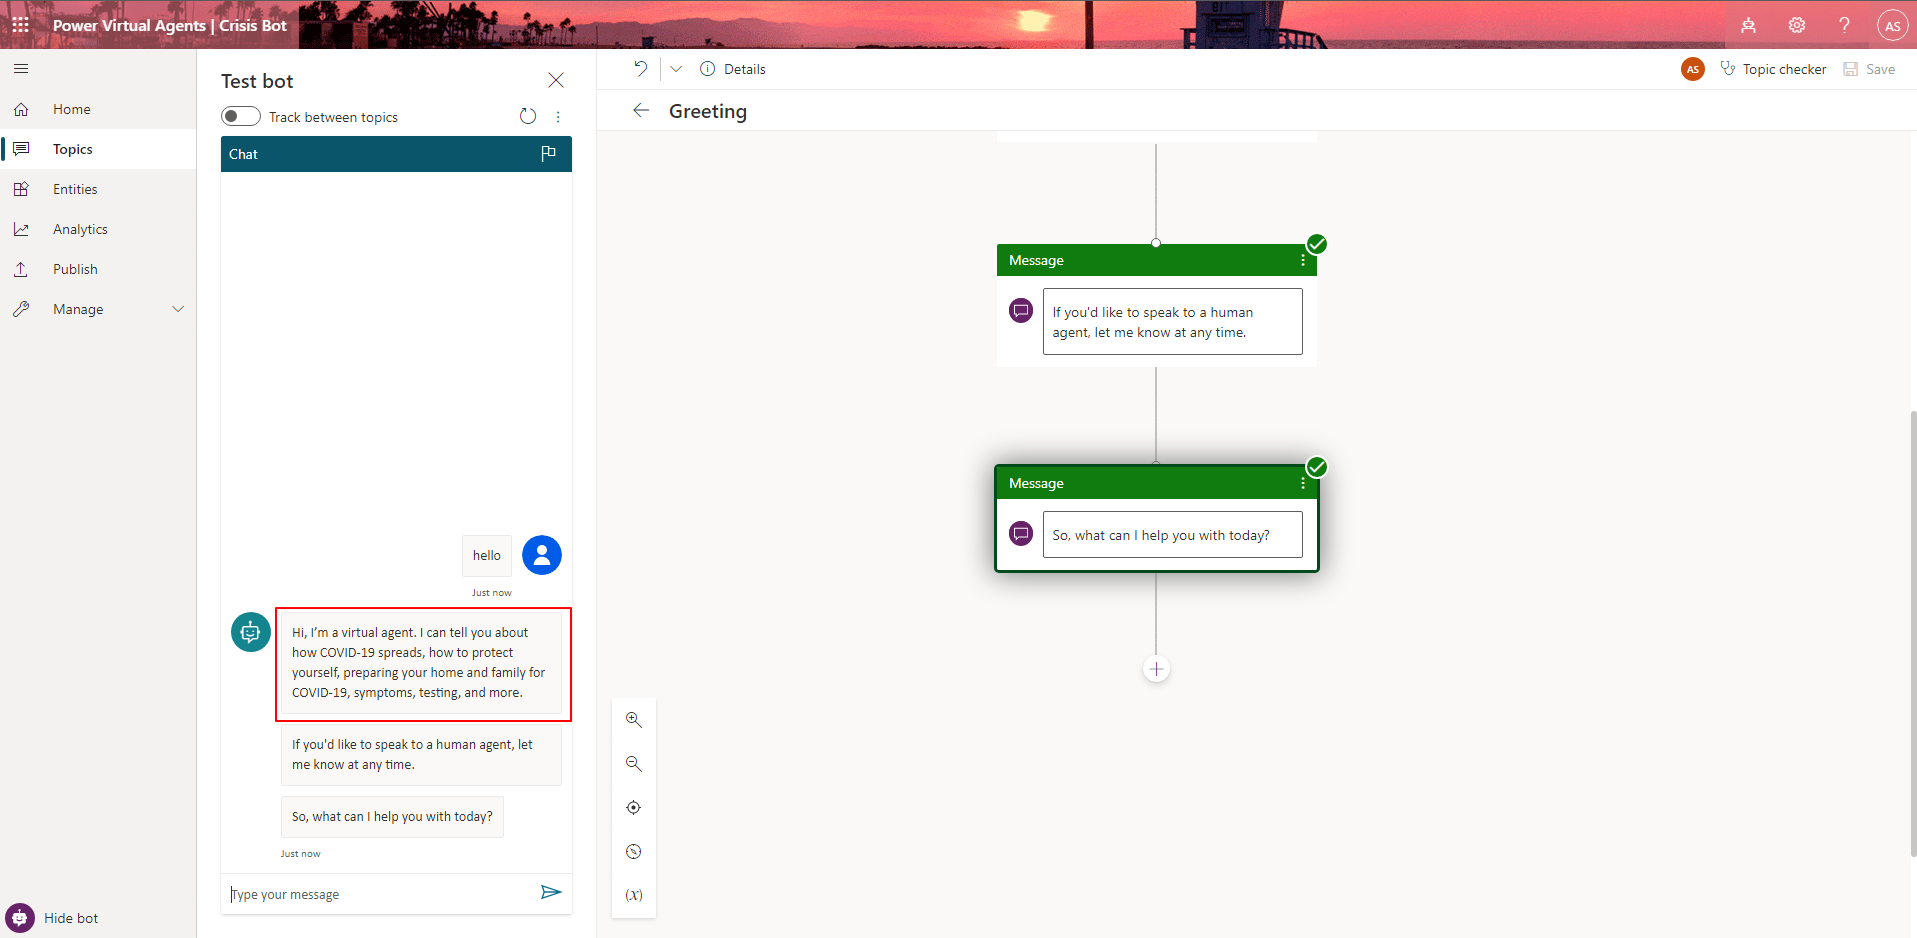 Power Virtual Agents | Crisis Bot
AS
Home
Topics
Entities
Analytics
Publish
Manage
Hide bot
Test bot
Track between topics
Chat
hello
Just now
Hi, I’m a virtual agent. I can tell you about
how COVID-19 spreads, how to protect
yourself, preparing your home and family for
COVID-19, symptoms, testing, and more.
If you'd like to speak to a human agent, let
me know at any time.
So, what can I help you with today?
Just now
Type your message
Details
AS
Topic checker
Save
Greeting
Message
If you'd like to speak to a human
agent, let me know at any time.
Message
So, what can I help you with today?
(x)